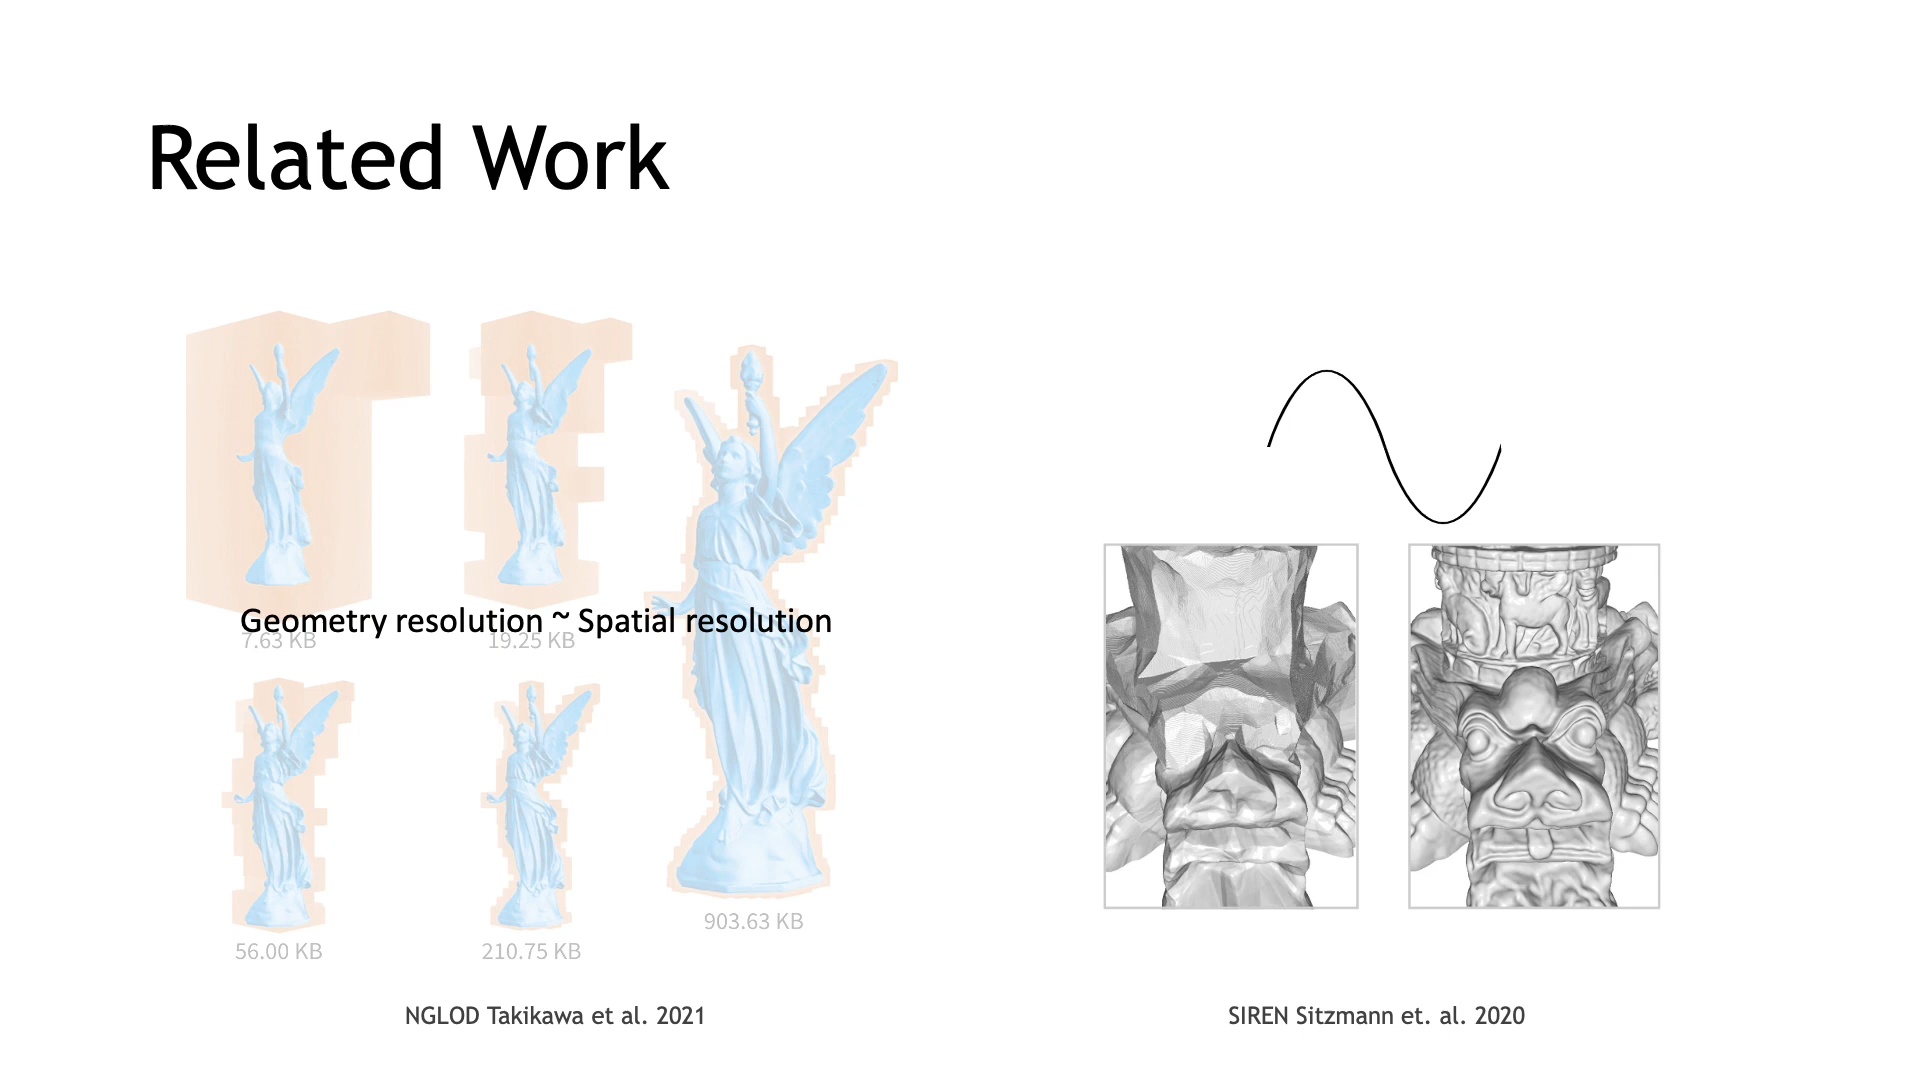 Related Work
Geometry resolution ~ Spatial resolution
7.63 KB
19.25 KB
903.63 KB
56.00 KB
210.75 KB
NGLOD Takikawa et al. 2021
SIREN Sitzmann et. al. 2020